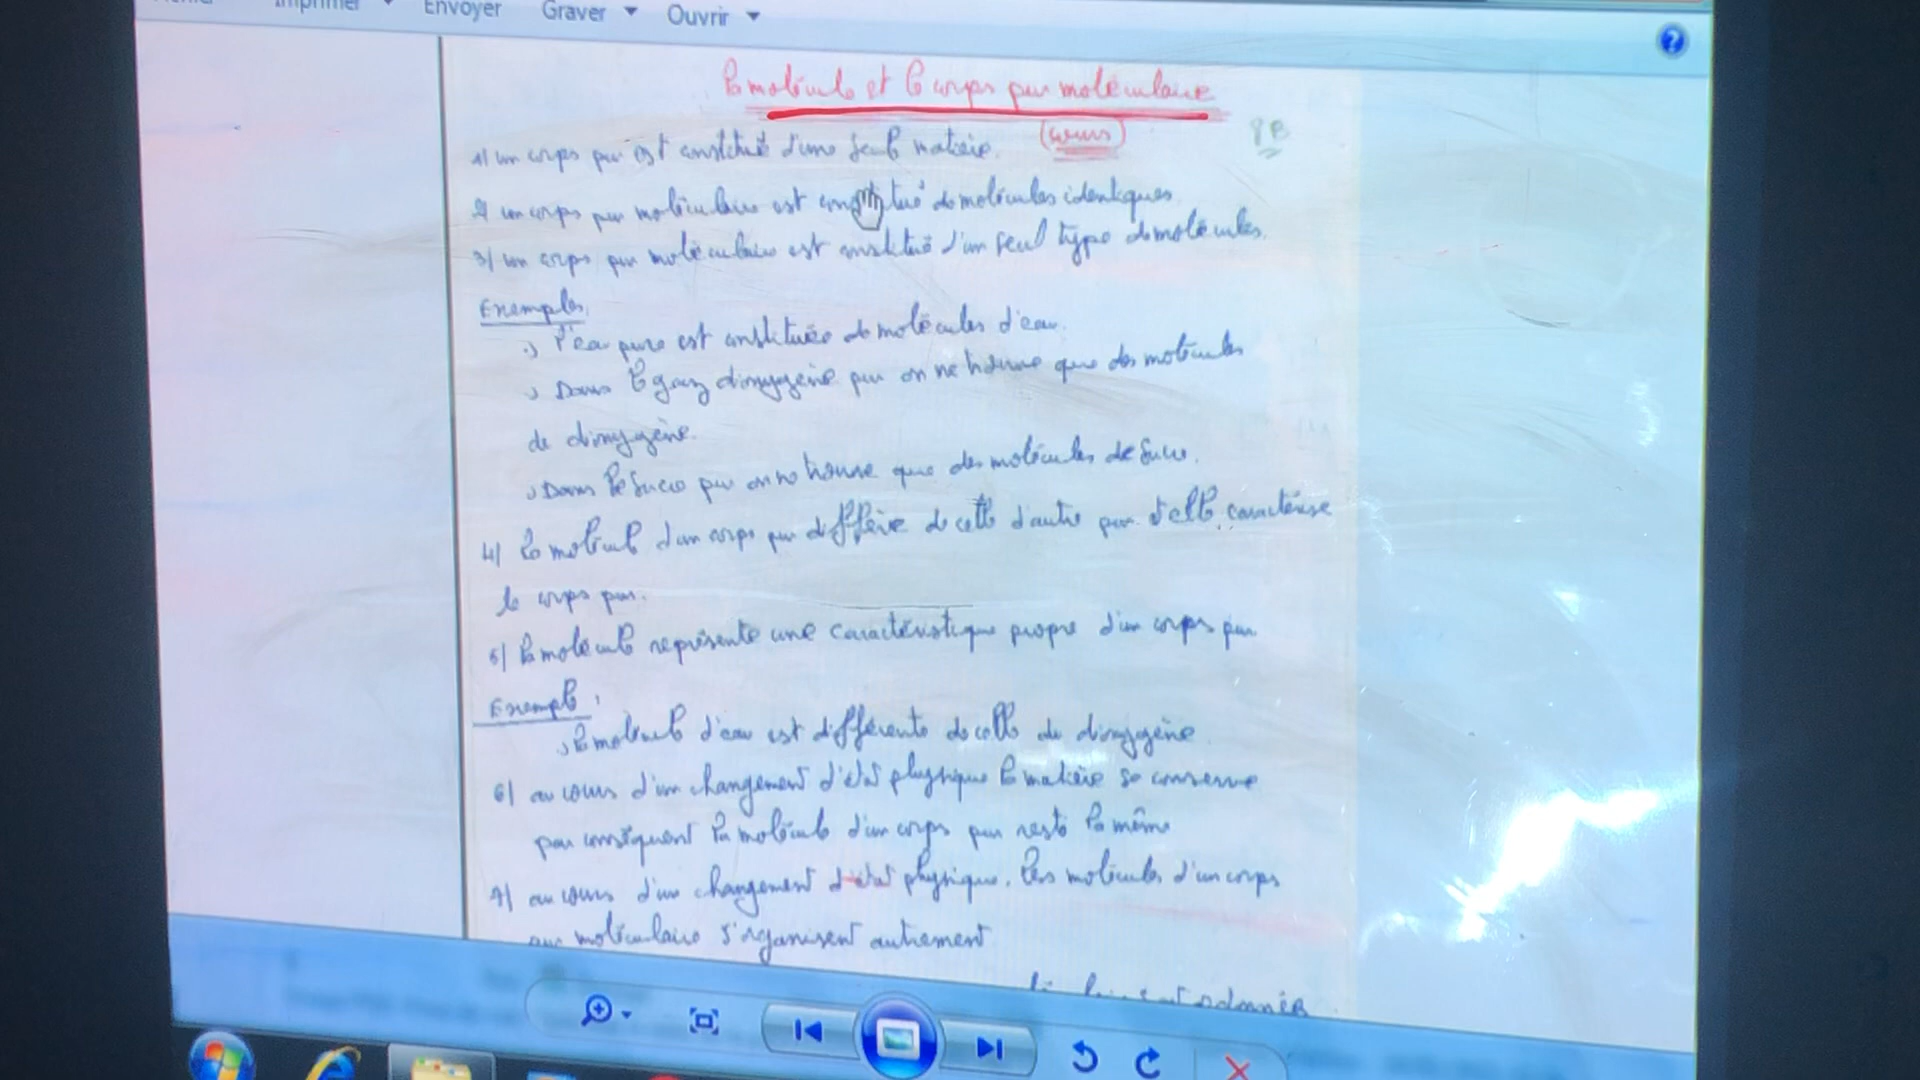 Imprimer Envoyer Graver Ouvrir
La molécule et le corps pur moléculaire
(cours) 8B
1) un corps pur est constitué d'une seule matière.
2) un corps pur moléculaire est constitué de molécules identiques
3) un corps pur moléculaire est constitué d'un seul type de molécules.
Exemples
l'eau pure est constituée de molécules d'eau.
Dans le gaz dioxygène pur on ne trouve que des molécules
de dioxygène.
Dans le sucre pur on ne trouve que des molécules de sucre.
4) La molécule d'un corps pur diffère de celle d'autre pur. elle caractérise
le corps pur.
5) La molécule représente une caractéristique propre d'un corps pur
Exemple :
La molécule d'eau est différente de celle du dioxygène
6) au cours d'un changement d'état physique la matière se conserve
par conséquent la molécule d'un corps pur reste la même
7) au cours d'un changement d'état physique. Les molécules d'un corps
pur moléculaire s'organisent autrement
ordonnés